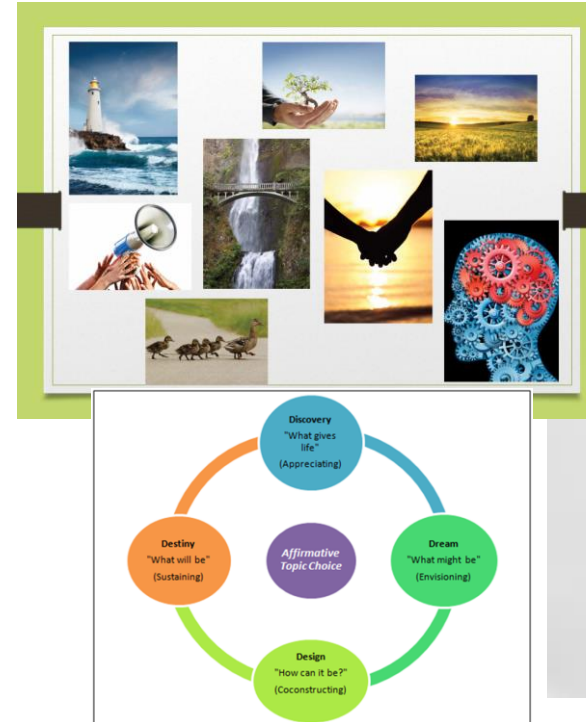 Discovery
"What gives
life"
(Appreciating)
Destiny
"What will be"
(Sustaining)
Affirmative
Topic Choice
Dream
"What might be"
(Envisioning)
Design
"How can it be?"
(Coconstructing)